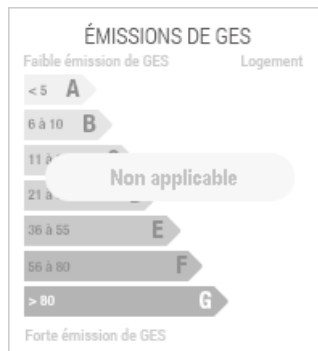 ÉMISSIONS DE GES
Faible émission de GES Logement
< 5 A
6 à 10 B
11 à
Non applicable
21 à
36 à 55 E
56 à 80 F
> 80 G
Forte émission de GES